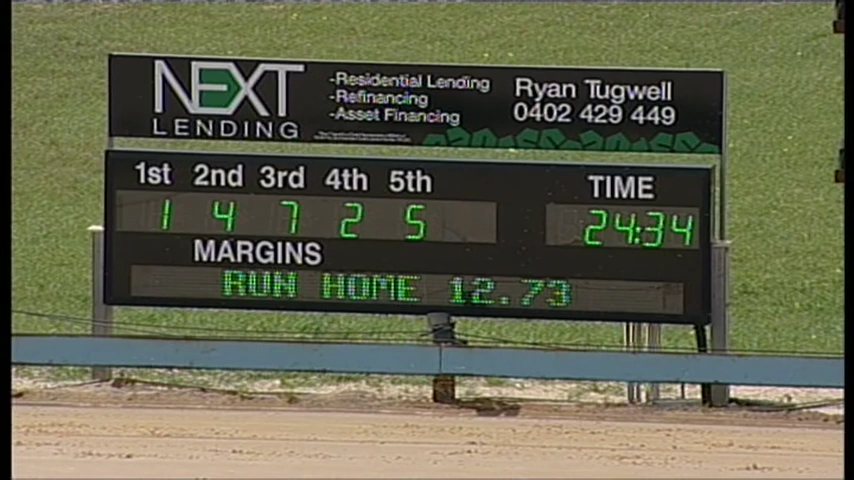 NEXT
LENDING
-Residential Lending
-Refinancing
-Asset Financing
Ryan Tugwell
0402 429 449
1st 2nd 3rd 4th 5th TIME
1 4 7 2 5 24:34
MARGINS
RUN HOME 12.73